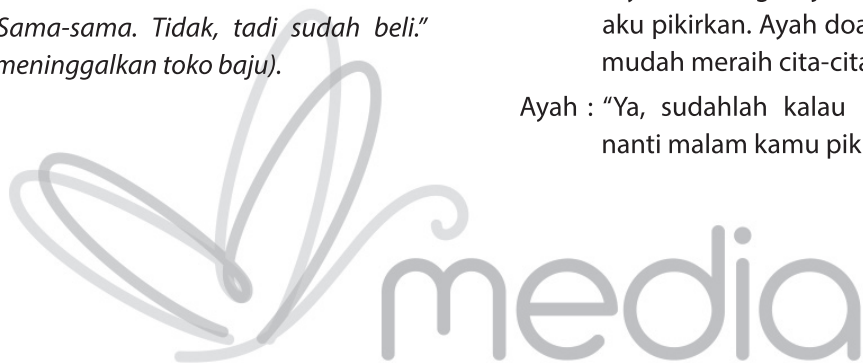 Sama-sama. Tidak, tadi sudah beli.”
meninggalkan toko baju).
aku pikirkan. Ayah doa
mudah meraih cita-cita
Ayah : “Ya, sudahlah kalau
nanti malam kamu pik
media